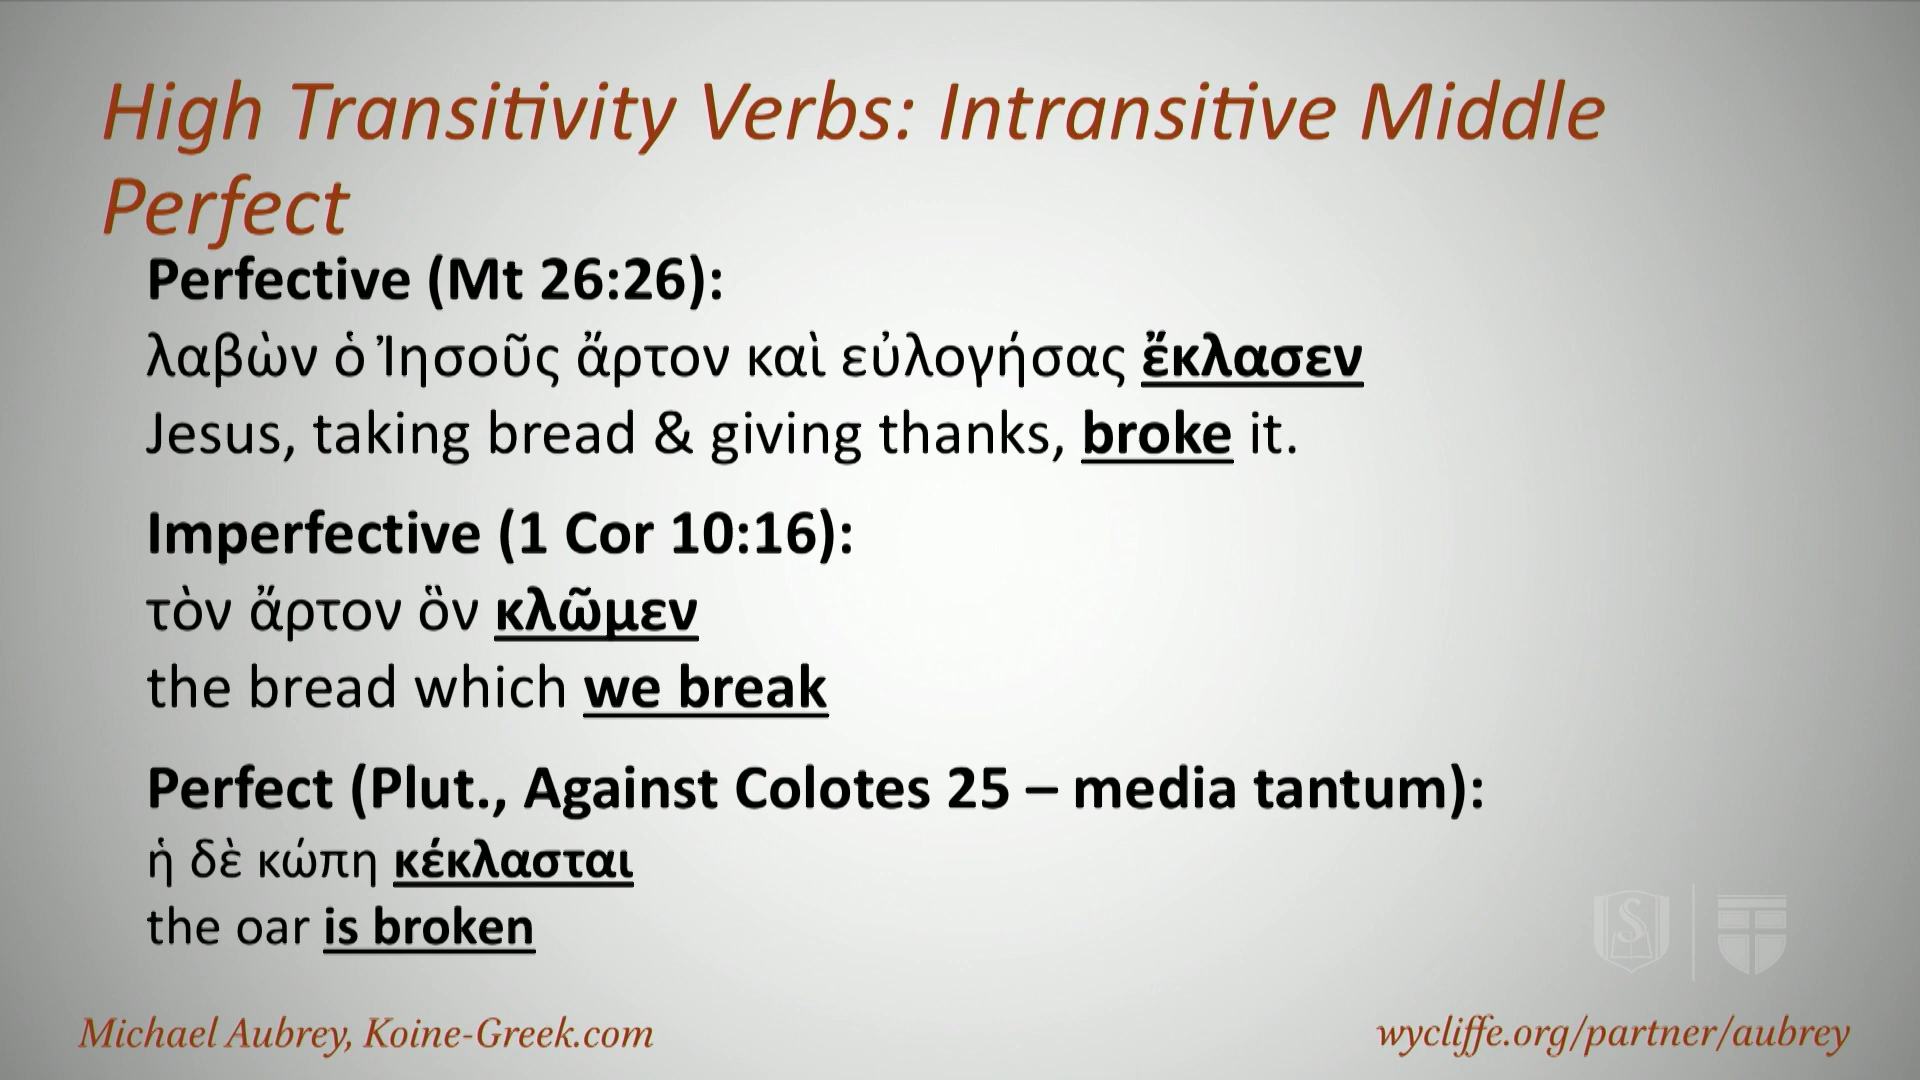 High Transitivity Verbs: Intransitive Middle
Perfect
Perfective (Mt 26:26):
λαβὼν ὁ Ἰησοῦς ἄρτον καὶ εὐλογήσας ἔκλασεν
Jesus, taking bread & giving thanks, broke it.
Imperfective (1 Cor 10:16):
τὸν ἄρτον ὃν κλῶμεν
the bread which we break
Perfect (Plut., Against Colotes 25 – media tantum):
ἡ δὲ κώπη κέκλασται
the oar is broken
Michael Aubrey, Koine-Greek.com
wycliffe.org/partner/aubrey